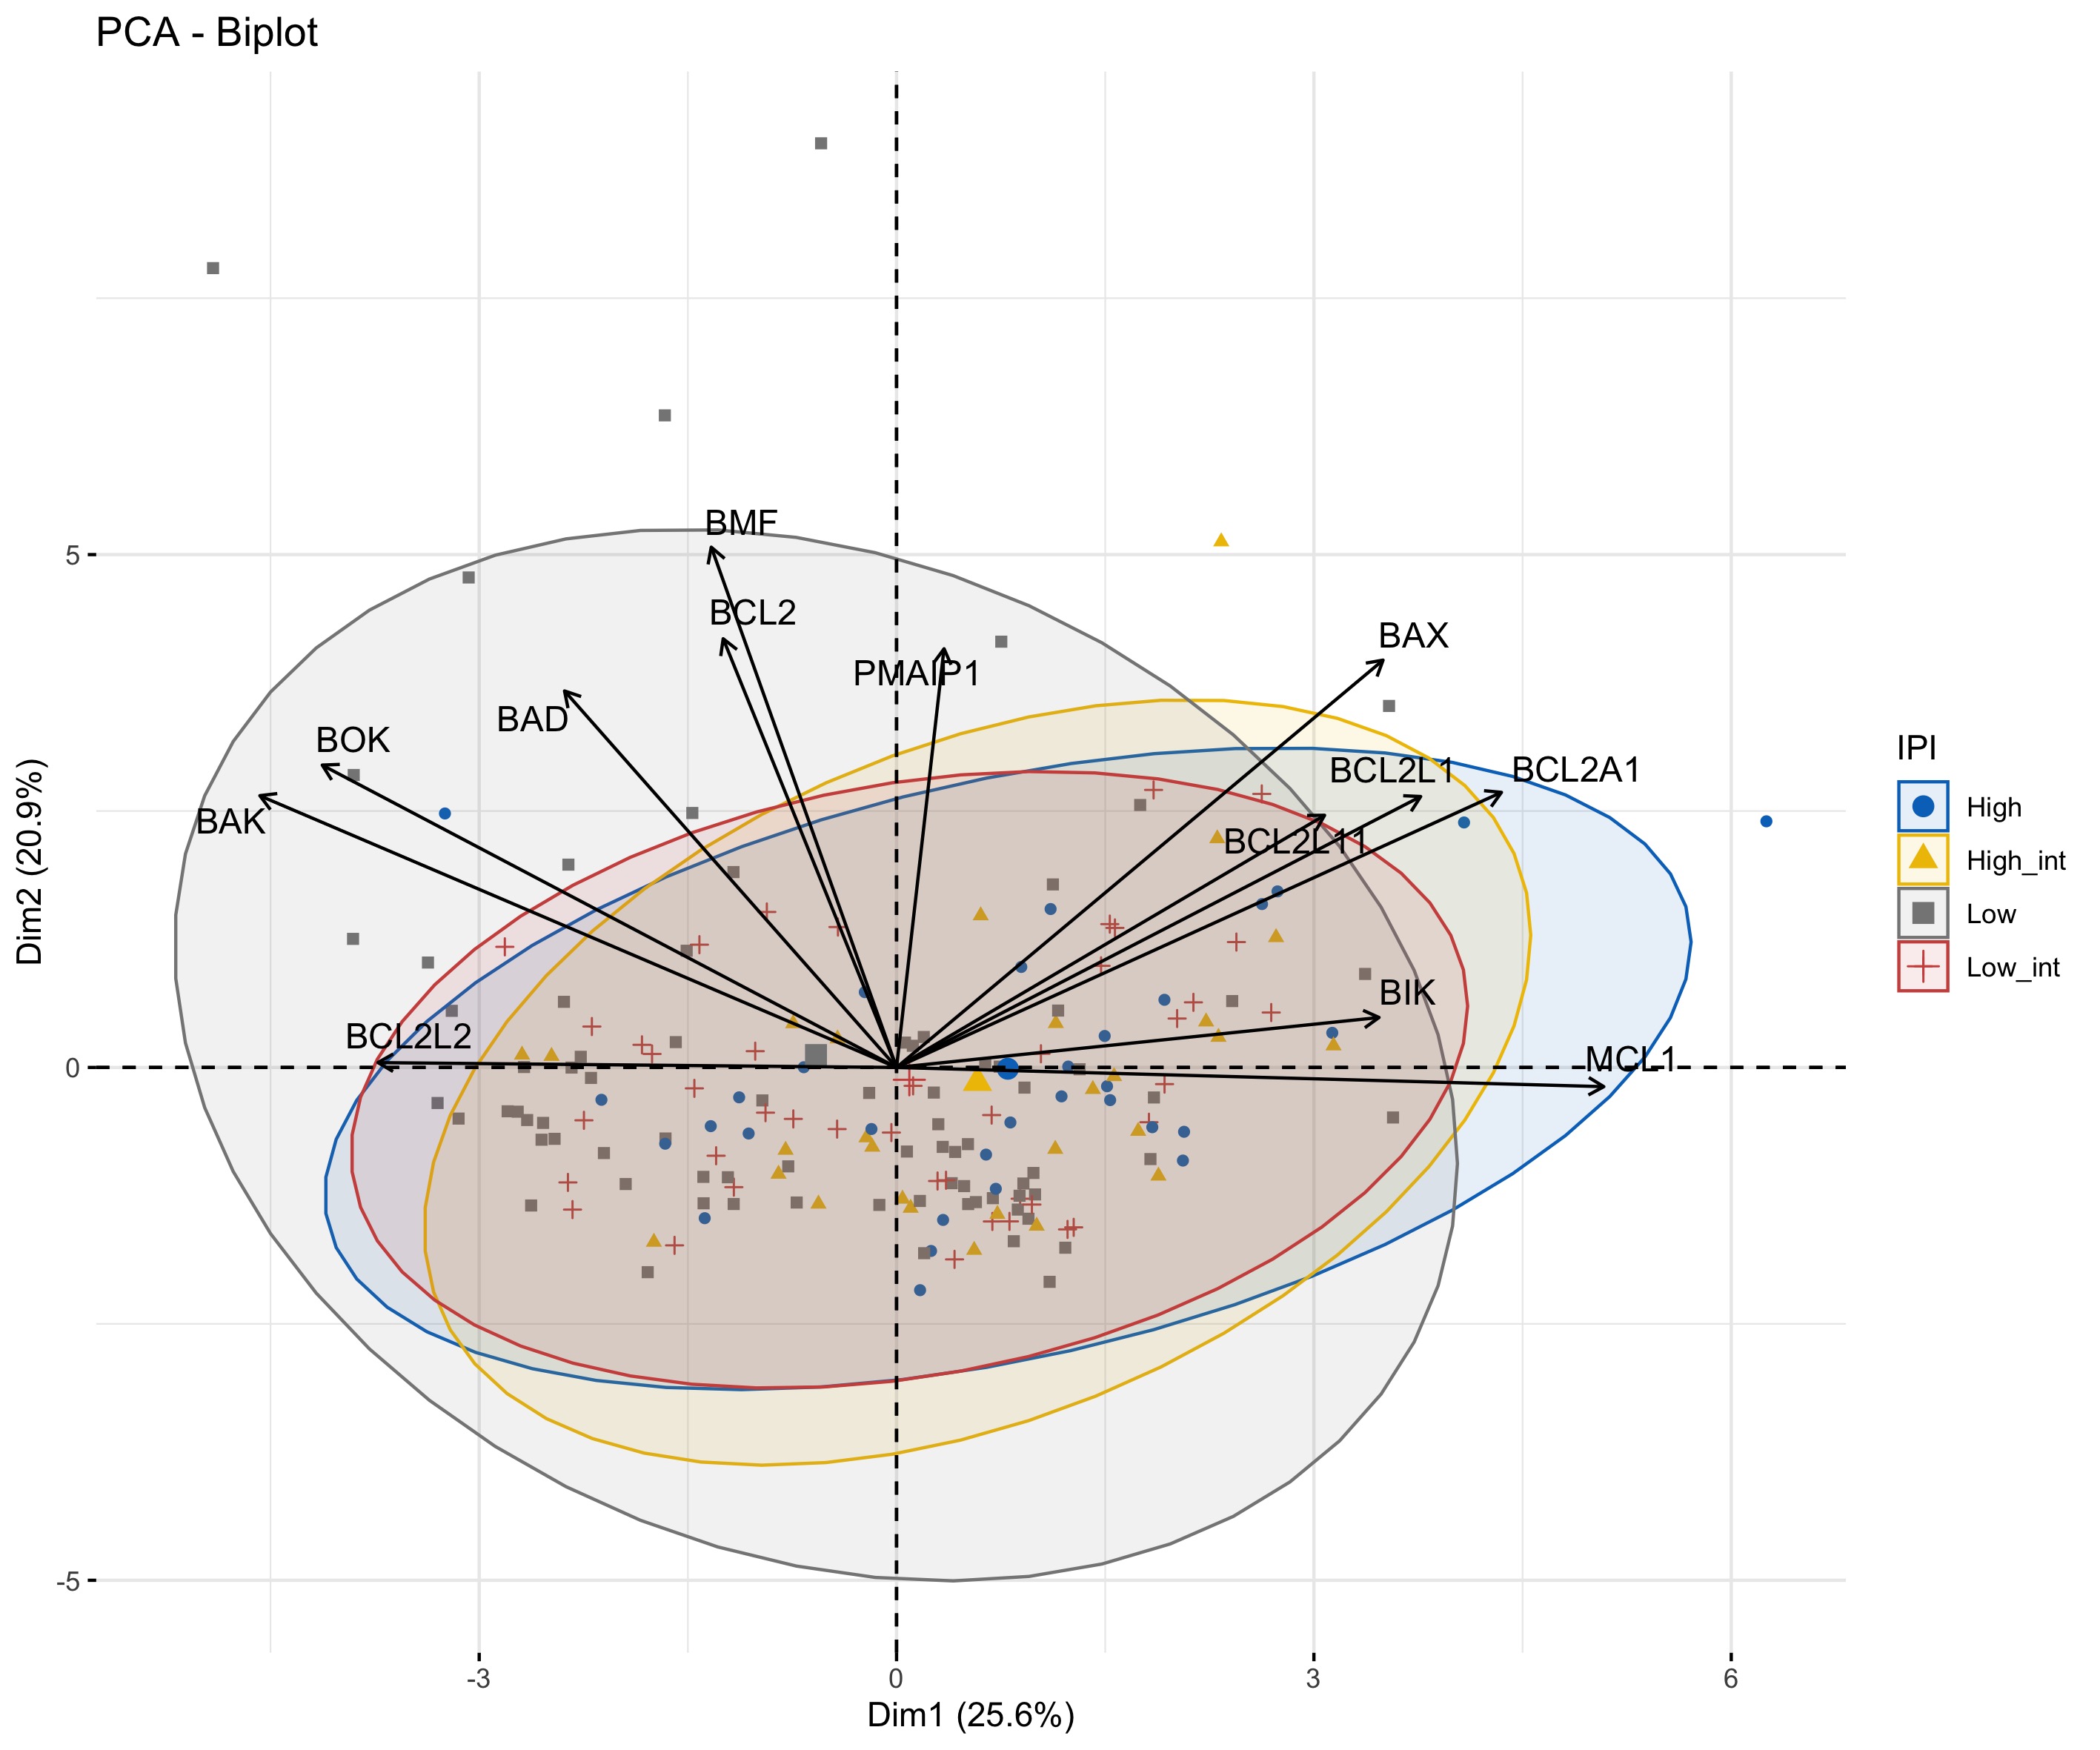 PCA - Biplot
BMF
BCL2
PMAIP1
BAX
BAD
BOK
BCL2L1
BCL2A1
BAK
BCL2L11
BIK
BCL2L2
MCL1
5
0
-5
Dim2 (20.9%)
-3
0
3
6
Dim1 (25.6%)
IPI
High
High_int
Low
Low_int